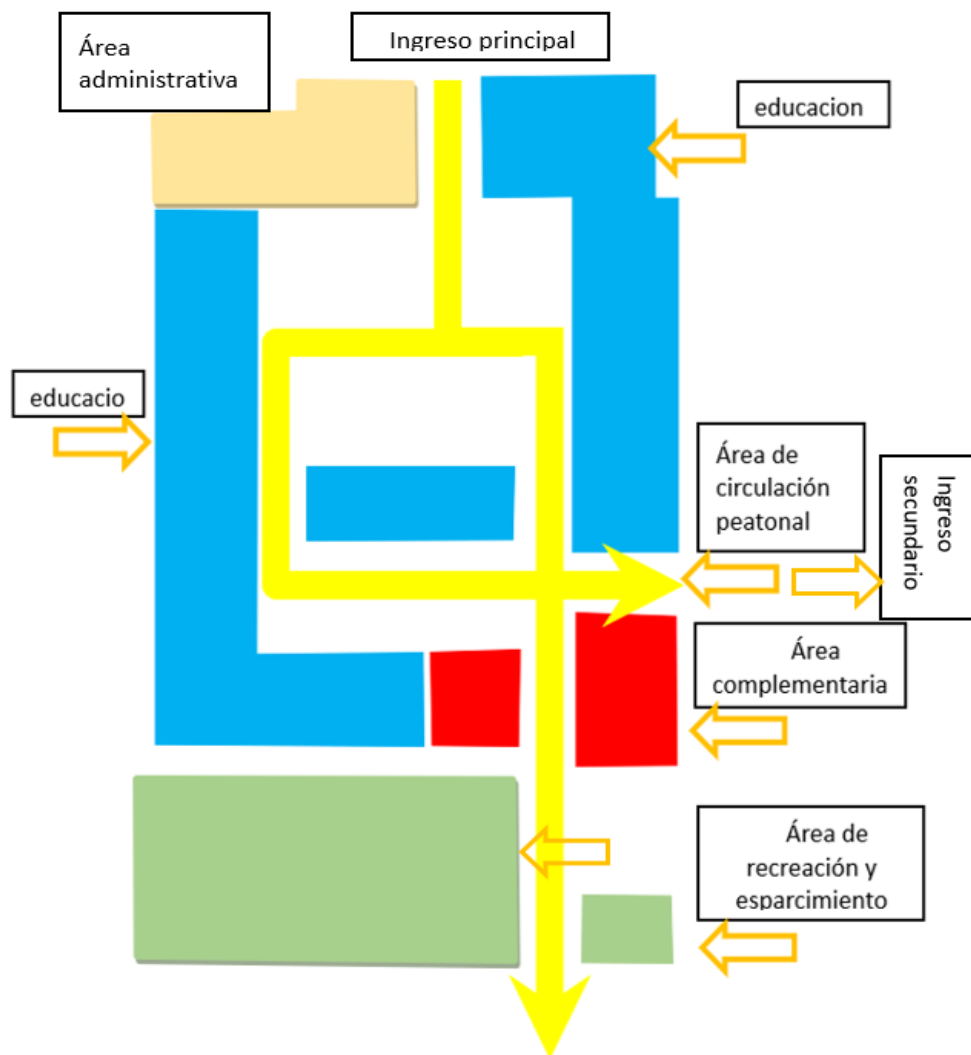 Área
administrativa
Ingreso principal
educacion
educacio
Área de
circulación
peatonal
Ingreso
secundario
Área
complementaria
Área de
recreación y
esparcimiento